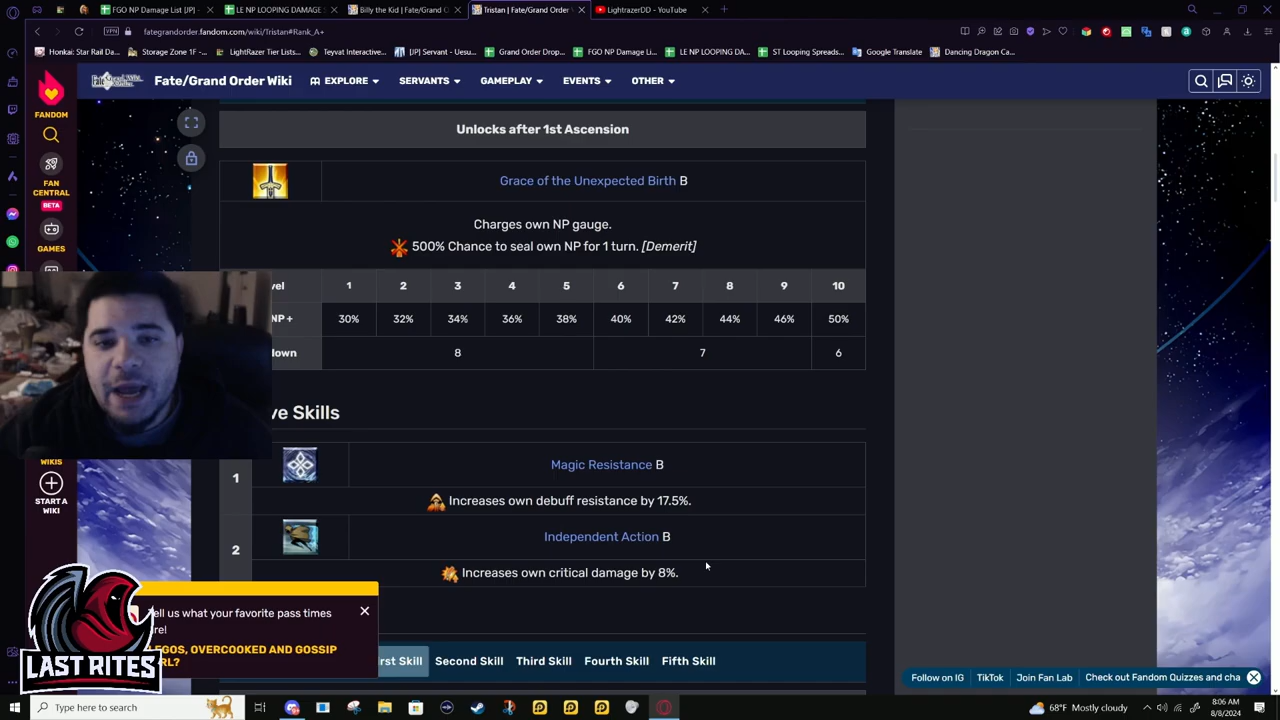 FGO NP Damage List [JP] -
LE NP LOOPING DAMAGE S
Billy the Kid | Fate/Grand O
Tristan | Fate/Grand Order
LightrazerDD - YouTube
VPN
fategrandorder.fandom.com/wiki/Tristan#Rank_A+
Honkai: Star Rail Da...
Storage Zone 1F -...
LightRazer Tier Lists...
Teyvat Interactive...
[JP] Servant - Uesu...
Grand Order Drop...
FGO NP Damage Li...
LE NP LOOPING DA...
ST Looping Spreads...
Google Translate
Dancing Dragon Ca...
FANDOM
Fate/Grand Order Wiki
EXPLORE
SERVANTS
GAMEPLAY
EVENTS
OTHER
FAN
CENTRAL
BETA
GAMES
WIKIS
START A
WIKI
Unlocks after 1st Ascension
Grace of the Unexpected Birth B
Charges own NP gauge.
500% Chance to seal own NP for 1 turn. [Demerit]
vel 1 2 3 4 5 6 7 8 9 10
NP + 30% 32% 34% 36% 38% 40% 42% 44% 46% 50%
down 8 7 6
ve Skills
1 Magic Resistance B
Increases own debuff resistance by 17.5%.
2 Independent Action B
Increases own critical damage by 8%.
Tell us what your favorite pass times
re!
LEGOS, OVERCOOKED AND GOSSIP
RL?
rst Skill Second Skill Third Skill Fourth Skill Fifth Skill
LAST RITES
Follow on IG TikTok Join Fan Lab Check out Fandom Quizzes and cha
Type here to search
68°F Mostly cloudy
8:06 AM
8/8/2024